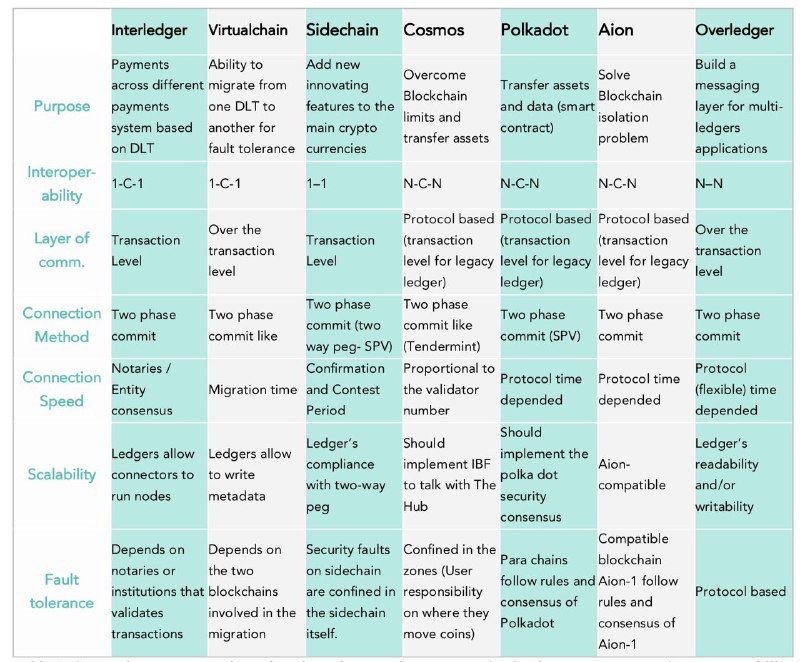 Interledger Virtualchain Sidechain Cosmos Polkadot Aion Overledger
Purpose
Payments
across different
payments
system based
on DLT
Ability to
migrate from
one DLT to
another for
fault tolerance
Add new
innovating
features to the
main crypto
currencies
Overcome
Blockchain
limits and
transfer assets
Transfer assets
and data (smart
contract)
Solve
Blockchain
isolation
problem
Build a
messaging
layer for multi-
ledgers
applications
Interoper-
ability
1-C-1
1-C-1
1–1
N-C-N
N-C-N
N-C-N
N–N
Layer of
comm.
Transaction
Level
Over the
transaction
level
Transaction
Level
Protocol based
(transaction
level for legacy
ledger)
Protocol based
(transaction
level for legacy
ledger)
Protocol based
(transaction
level for legacy
ledger)
Over the
transaction
level
Connection
Method
Two phase
commit
Two phase
commit like
Two phase
commit (two
way peg- SPV)
Two phase
commit like
(Tendermint)
Two phase
commit (SPV)
Two phase
commit
Two phase
commit
Connection
Speed
Notaries /
Entity
consensus
Migration time
Confirmation
and Contest
Period
Proportional to
the validator
number
Protocol time
depended
Protocol time
depended
Protocol
(flexible) time
depended
Scalability
Ledgers allow
connectors to
run nodes
Ledgers allow
to write
metadata
Ledger's
compliance
with two-way
peg
Should
implement IBF
to talk with The
Hub
Should
implement the
polka dot
security
consensus
Aion-
compatible
Ledger's
readability
and/or
writability
Fault
tolerance
Depends on
notaries or
institutions that
validates
transactions
Depends on
the two
blockchains
involved in the
migration
Security faults
on sidechain
are confined in
the sidechain
itself.
Confined in the
zones (User
responsibility
on where they
move coins)
Para chains
follow rules and
consensus of
Polkadot
Compatible
blockchain
Aion-1 follow
rules and
consensus of
Aion-1
Protocol based